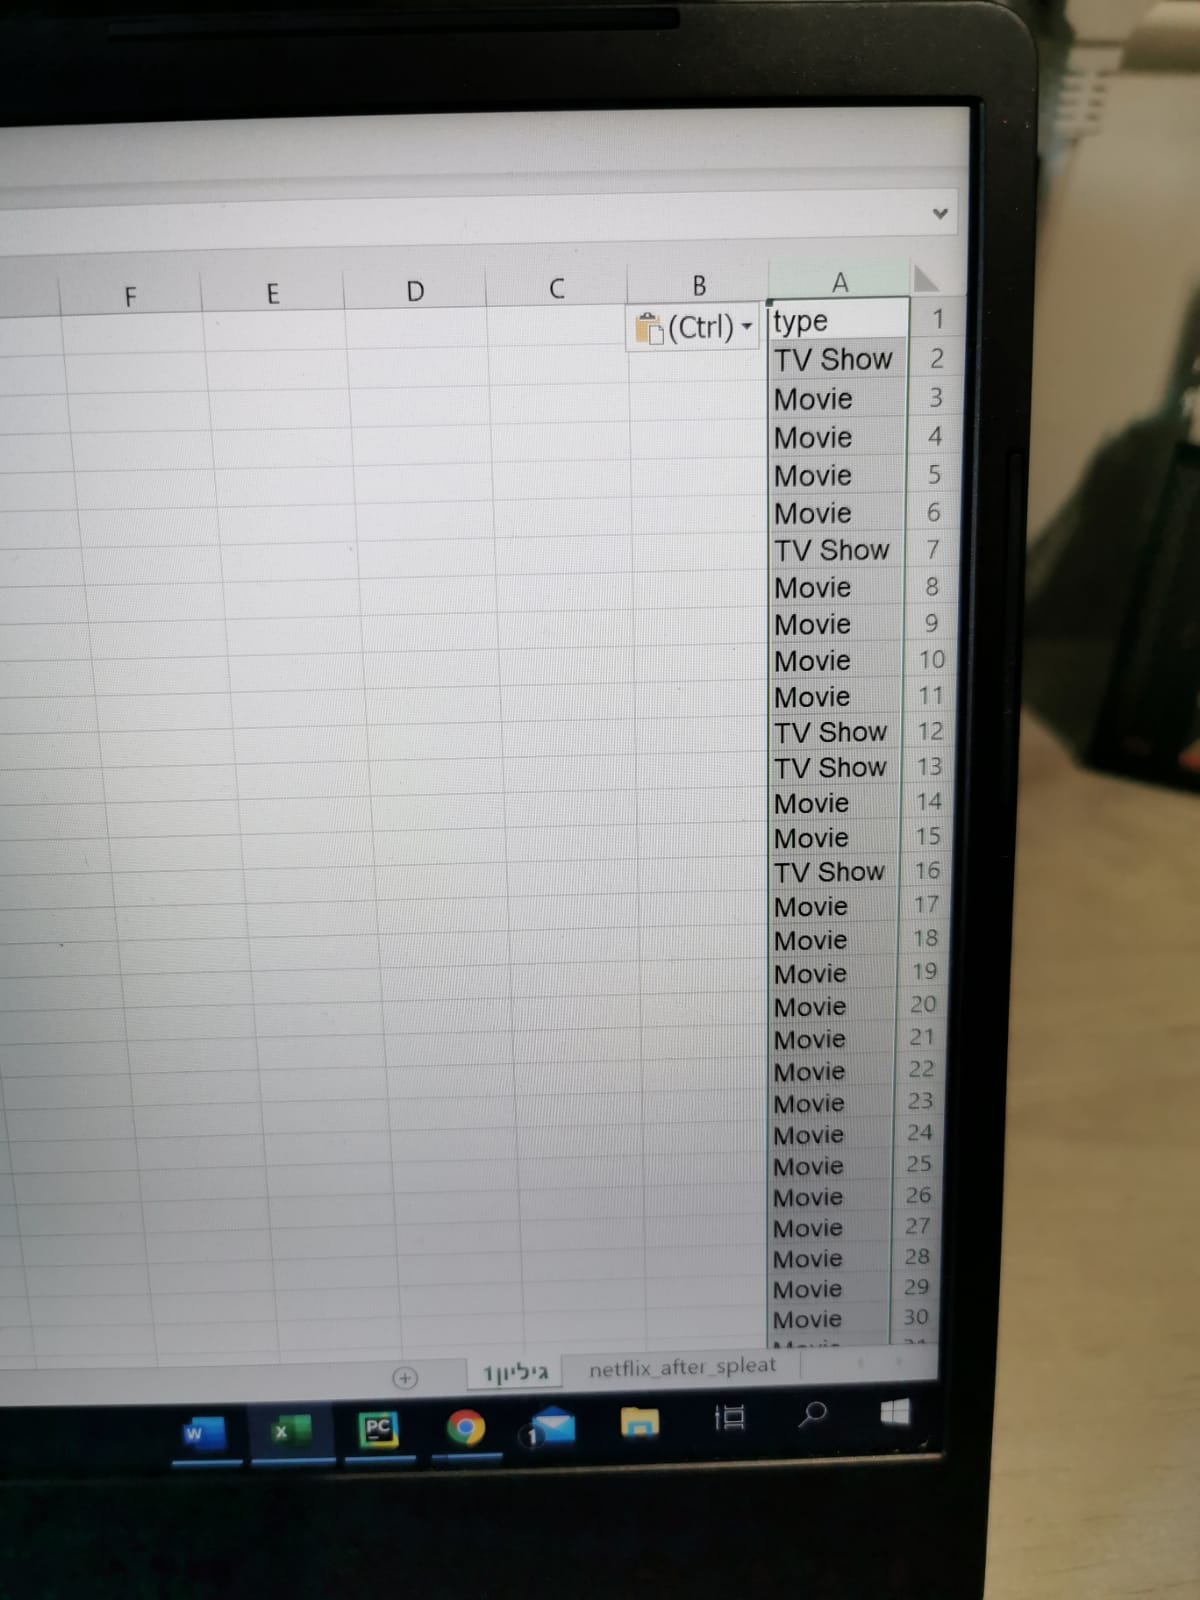 F E D C B A
(Ctrl) type 1
TV Show 2
Movie 3
Movie 4
Movie 5
Movie 6
TV Show 7
Movie 8
Movie 9
Movie 10
Movie 11
TV Show 12
TV Show 13
Movie 14
Movie 15
TV Show 16
Movie 17
Movie 18
Movie 19
Movie 20
Movie 21
Movie 22
Movie 23
Movie 24
Movie 25
Movie 26
Movie 27
Movie 28
Movie 29
Movie 30
גיליון1 netflix_after_spleat
W X PC 1